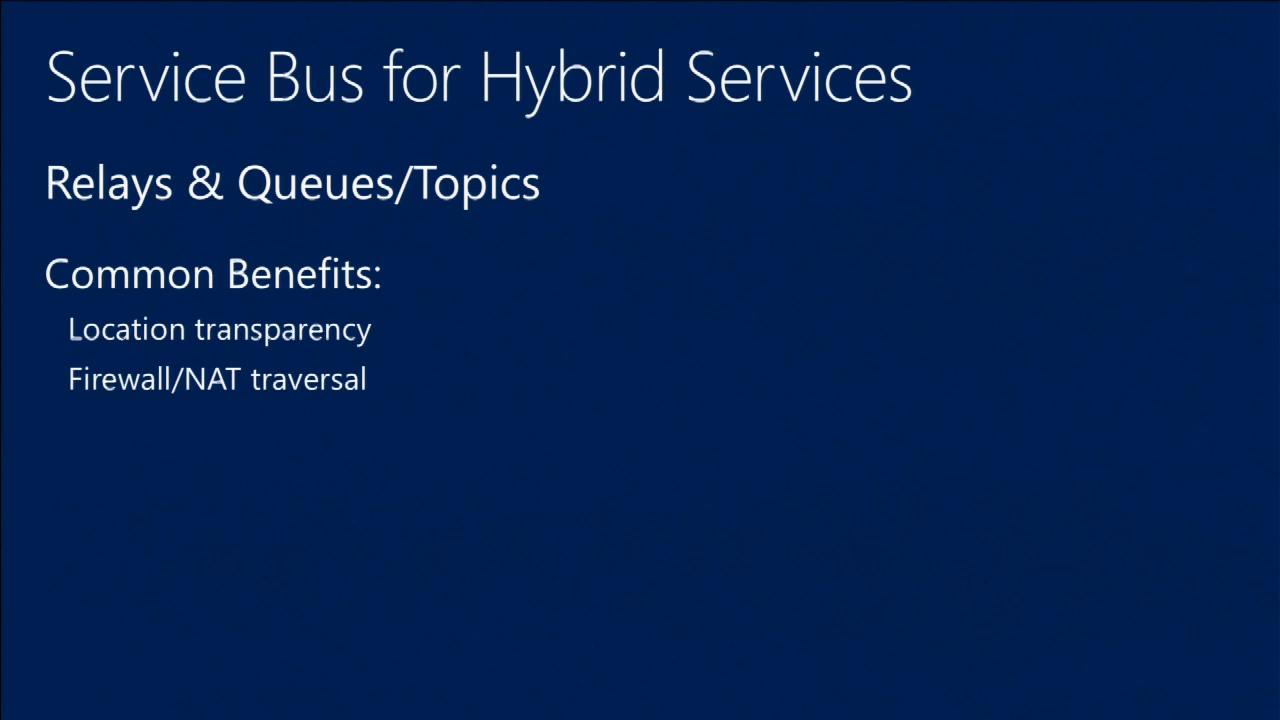 Service Bus for Hybrid Services
Relays & Queues/Topics
Common Benefits:
Location transparency
Firewall/NAT traversal